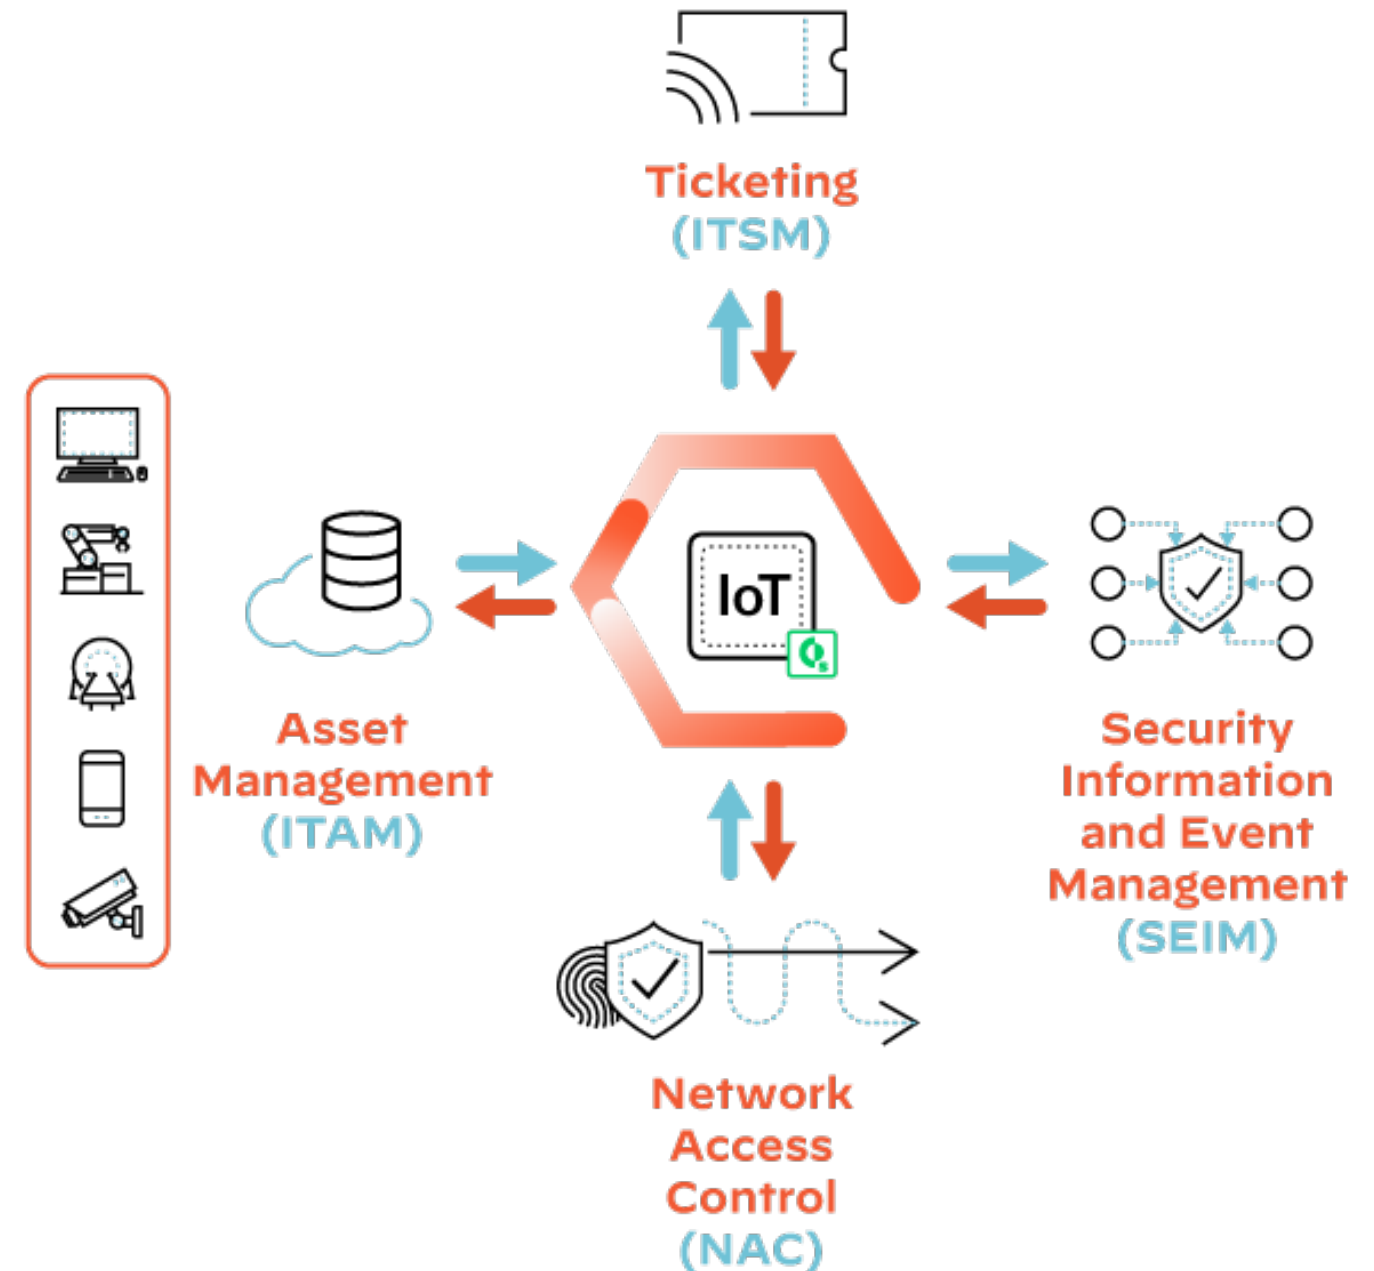 Ticketing
(ITSM)
IoT
s
Asset
Management
(ITAM)
Security
Information
and Event
Management
(SEIM)
Network
Access
Control
(NAC)